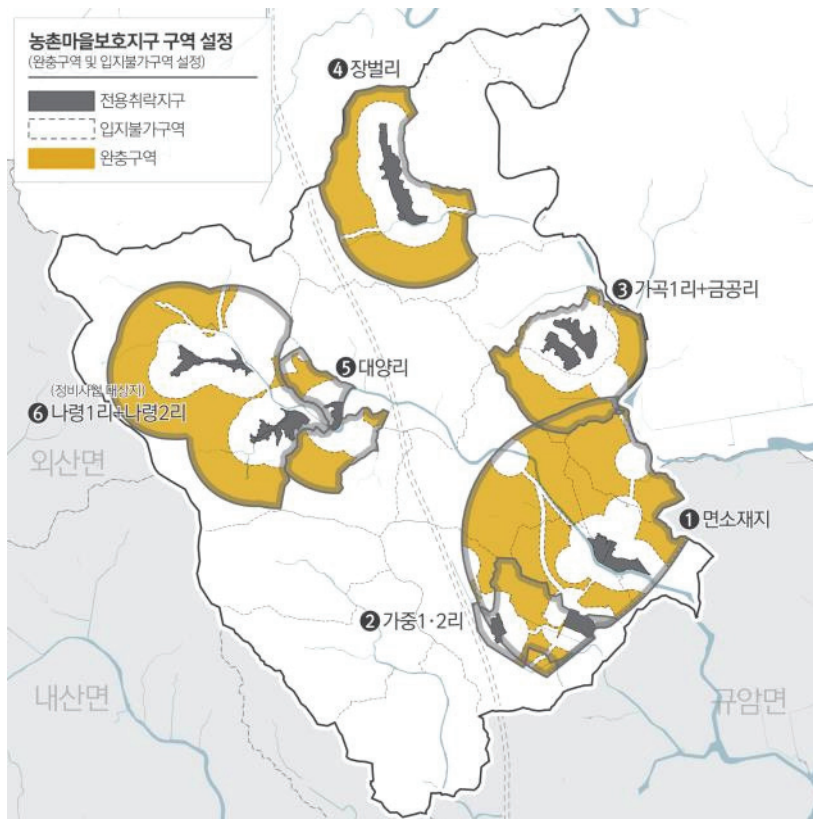 농촌마을보호지구 구역 설정
(완충구역 및 입지불가구역 설정)
전용취락지구
입지불가구역
완충구역
❹ 장벌리
❸ 가곡1리+금공리
❺ 대양리
(정비사업 대상지)
❻ 나령1리+나령2리
외산면
❶ 면소재지
❷ 가중1·2리
내산면
규암면